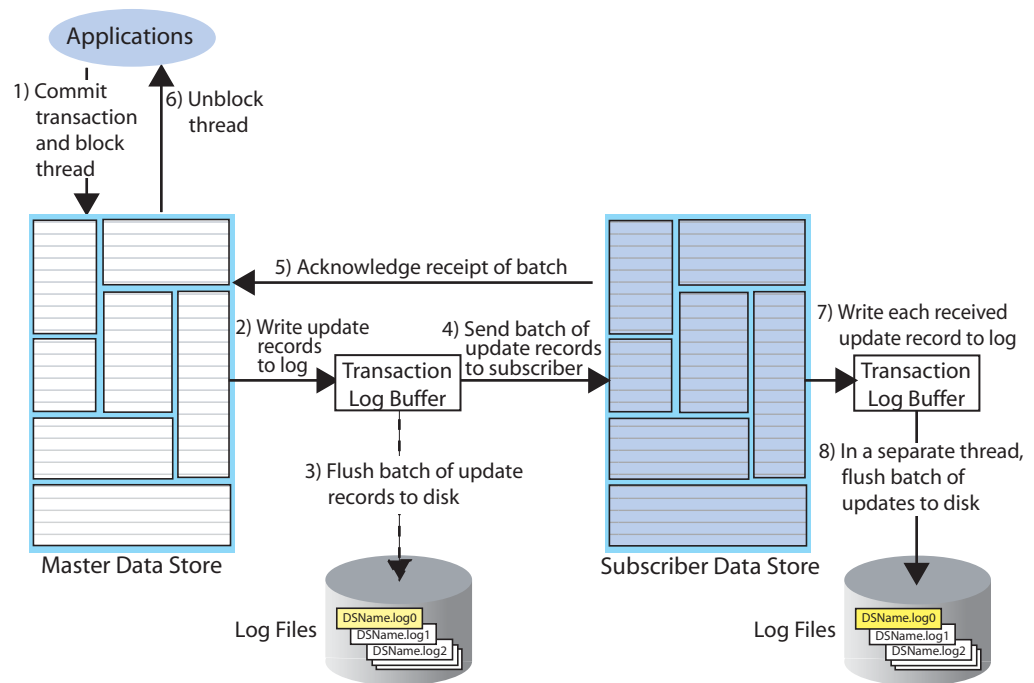 Applications
1) Commit
transaction
and block
thread
6) Unblock
thread
5) Acknowledge receipt of batch
2) Write update
records
to log
4) Send batch of
update records
to subscriber
7) Write each received
update record to log
Transaction
Log Buffer
Transaction
Log Buffer
3) Flush batch of update
records to disk
8) In a separate thread,
flush batch of
updates to disk
Master Data Store
Subscriber Data Store
Log Files
DSName.log0
DSName.log1
DSName.log2
Log Files
DSName.log0
DSName.log1
DSName.log2